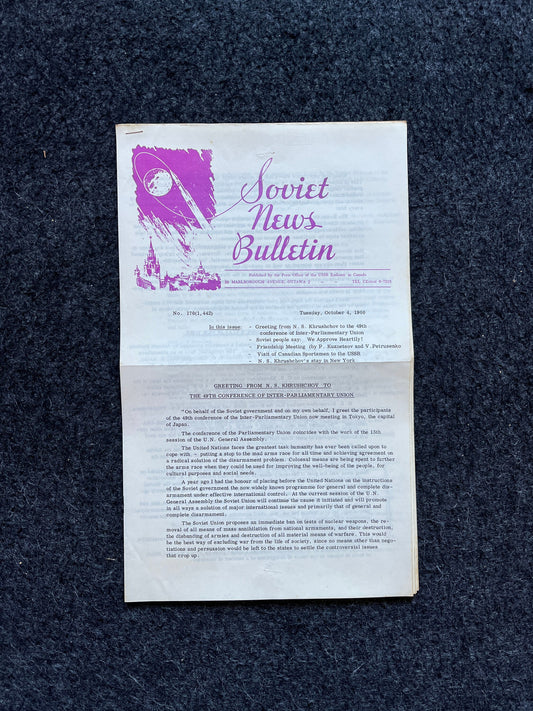 Soviet
News
Bulletin
Published by the Press Office of the USSR Embassy in Canada
39 MARLBOROUGH AVENUE, OTTAWA 2 - - TEL. CEntral
No. 176(1,442) Tuesday, October 4, 1960
In this issue: - Greeting from N. S. Khrushchov to the 49th
conference of Inter-Parliamentary Union
- Soviet people say: We Approve Heartily!
- Friendship Meeting (by P. Kuznetsov and V. Petrusenko
- Visit of Canadian Sportsmen to the USSR
- N. S. Khrushchov's stay in New York
GREETING FROM N. S. KHRUSHCHOV TO
THE 49TH CONFERENCE OF INTER-PARLIAMENTARY UNION
"On behalf of the Soviet government and on my own behalf, I greet the participants
of the 49th conference of the Inter-Parliamentary Union now meeting in Tokyo, the capital
of Japan.
The conference of the Parliamentary Union coincides with the work of the 15th
session of the U.N. General Assembly.
The United Nations faces the greatest task humanity has ever been called upon to
cope with - putting a stop to the mad arms race for all time and achieving agreement on
a radical solution of the disarmament problem. Colossal means are being spent to further
the arms race when they could be used for improving the well-being of the people, for
cultural purposes and social needs.
A year ago I had the honour of placing before the United Nations on the instructions
of the Soviet government the now widely known programme for general and complete dis-
armament under effective international control. At the current session of the U.N.
General Assembly the Soviet Union will continue the cause it initiated and will promote
in all ways a solution of major international issues and primarily that of general and
complete disarmament.
The Soviet Union proposes an immediate ban on tests of nuclear weapons, the re-
moval of all means of mass annihilation from national armaments, and their destruction,
the disbanding of armies and destruction of all material means of warfare. This would
be the best way of excluding war from the life of society, since no means other than nego-
tiations and persuasion would be left to the states to settle the controversial issues
that crop up.